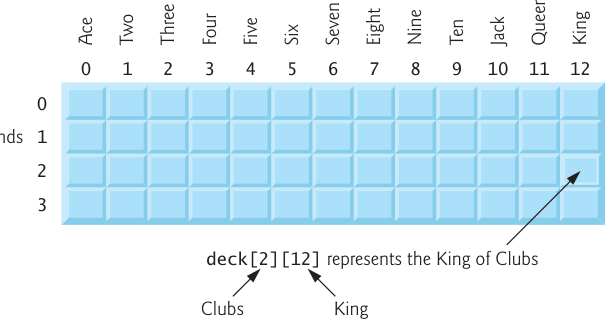 Ace Two Three Four Five Six Seven Eight Nine Ten Jack Queen King
0 1 2 3 4 5 6 7 8 9 10 11 12
0
nds 1
2
3
deck[2][12] represents the King of Clubs
Clubs King